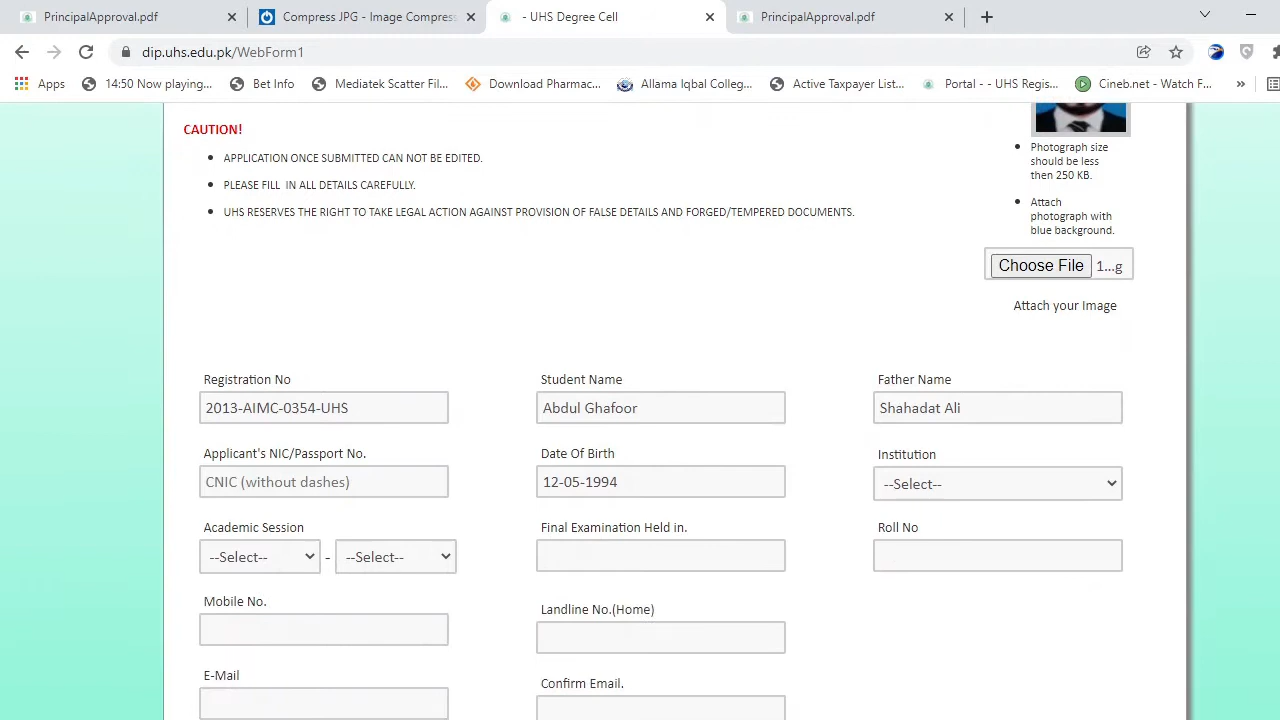 PrincipalApproval.pdf
Compress JPG - Image Compress
- UHS Degree Cell
PrincipalApproval.pdf
dip.uhs.edu.pk/WebForm1
Apps
14:50 Now playing...
Bet Info
Mediatek Scatter Fil...
Download Pharmac...
Allama Iqbal Colleg...
Active Taxpayer List...
Portal - - UHS Regis...
Cineb.net - Watch F...
»
CAUTION!
• APPLICATION ONCE SUBMITTED CAN NOT BE EDITED.
• PLEASE FILL IN ALL DETAILS CAREFULLY.
• UHS RESERVES THE RIGHT TO TAKE LEGAL ACTION AGAINST PROVISION OF FALSE DETAILS AND FORGED/TEMPERED DOCUMENTS.
• Photograph size
should be less
then 250 KB.
• Attach
photograph with
blue background.
Choose File 1...g
Attach your Image
Registration No
2013-AIMC-0354-UHS
Student Name
Abdul Ghafoor
Father Name
Shahadat Ali
Applicant's NIC/Passport No.
CNIC (without dashes)
Date Of Birth
12-05-1994
Institution
--Select--
Academic Session
--Select-- - --Select--
Final Examination Held in.
Roll No
Mobile No.
Landline No.(Home)
E-Mail
Confirm Email.